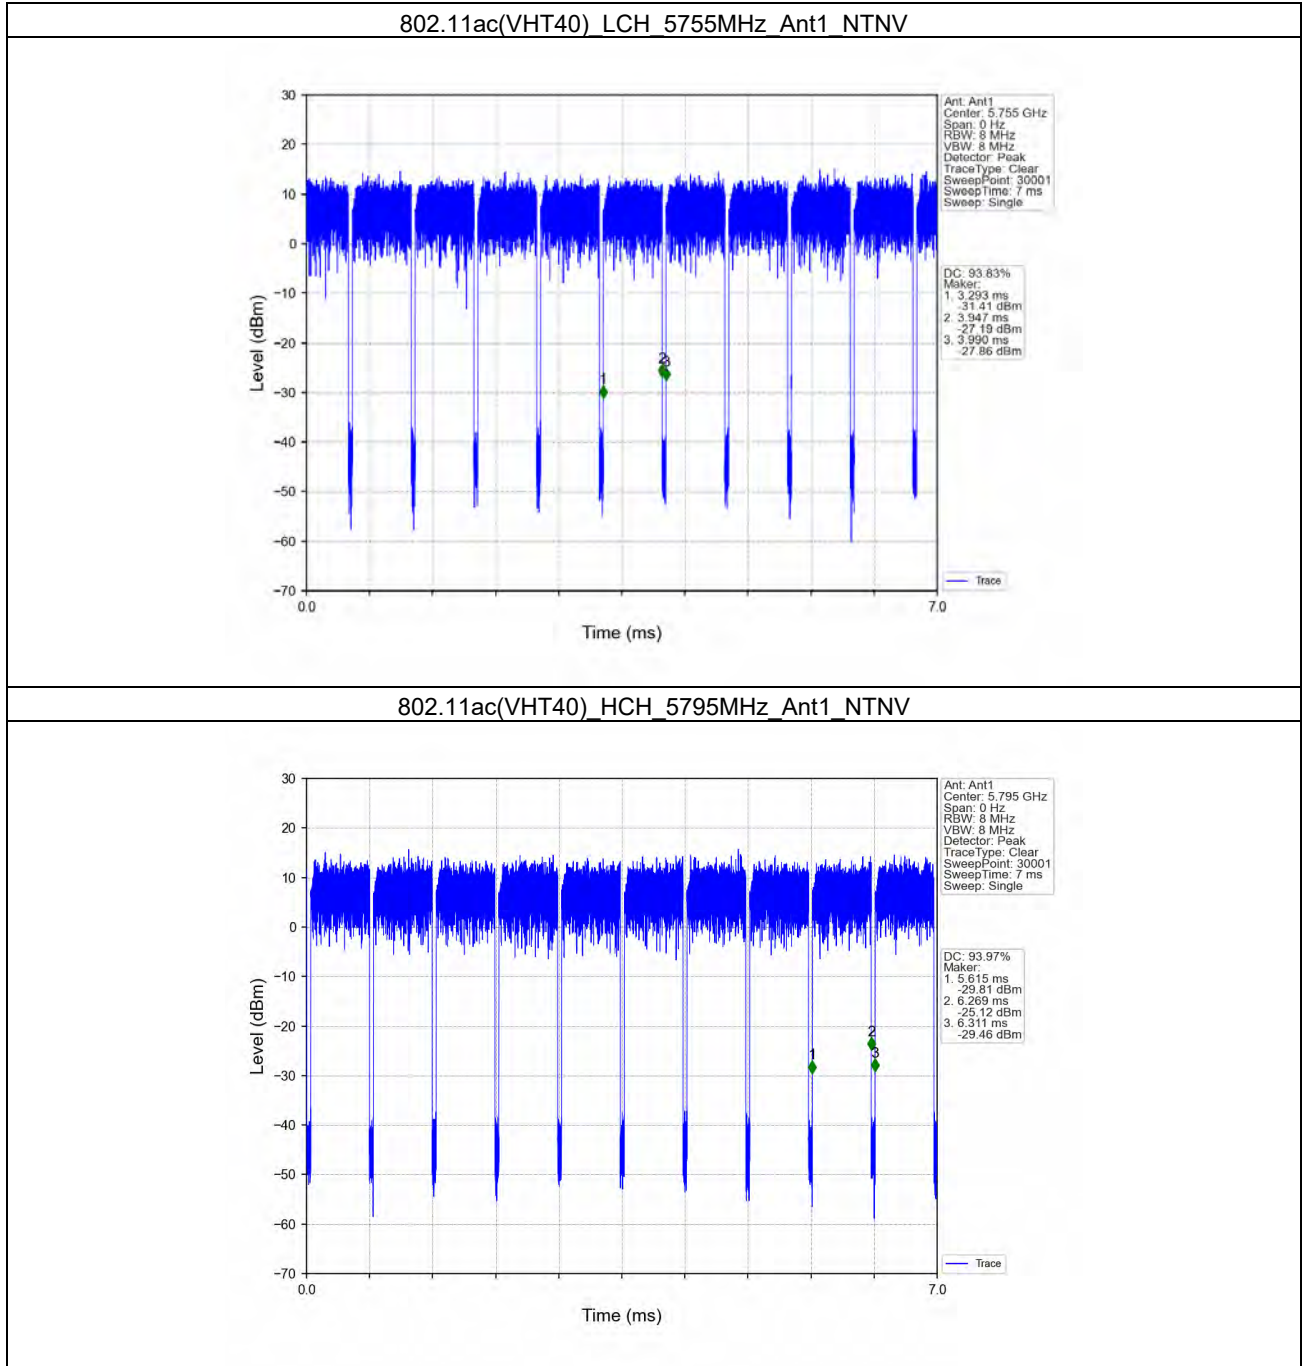 802.11ac(VHT40)_LCH_5755MHz_Ant1_NTNV
30
20
10
0
−10
−20
−30
−40
−50
−60
−70
Level (dBm)
0.0
7.0
Time (ms)
1
2
3
Ant: Ant1
Center: 5.755 GHz
Span: 0 Hz
RBW: 8 MHz
VBW: 8 MHz
Detector: Peak
TraceType: Clear
SweepPoint: 30001
SweepTime: 7 ms
Sweep: Single
DC: 93.83%
Maker:
1. 3.293 ms
-31.41 dBm
2. 3.947 ms
-27.19 dBm
3. 3.990 ms
-27.86 dBm
Trace
802.11ac(VHT40)_HCH_5795MHz_Ant1_NTNV
30
20
10
0
−10
−20
−30
−40
−50
−60
−70
Level (dBm)
0.0
7.0
Time (ms)
1
2
3
Ant: Ant1
Center: 5.795 GHz
Span: 0 Hz
RBW: 8 MHz
VBW: 8 MHz
Detector: Peak
TraceType: Clear
SweepPoint: 30001
SweepTime: 7 ms
Sweep: Single
DC: 93.97%
Maker:
1. 5.615 ms
-29.81 dBm
2. 6.269 ms
-25.12 dBm
3. 6.311 ms
-29.46 dBm
Trace